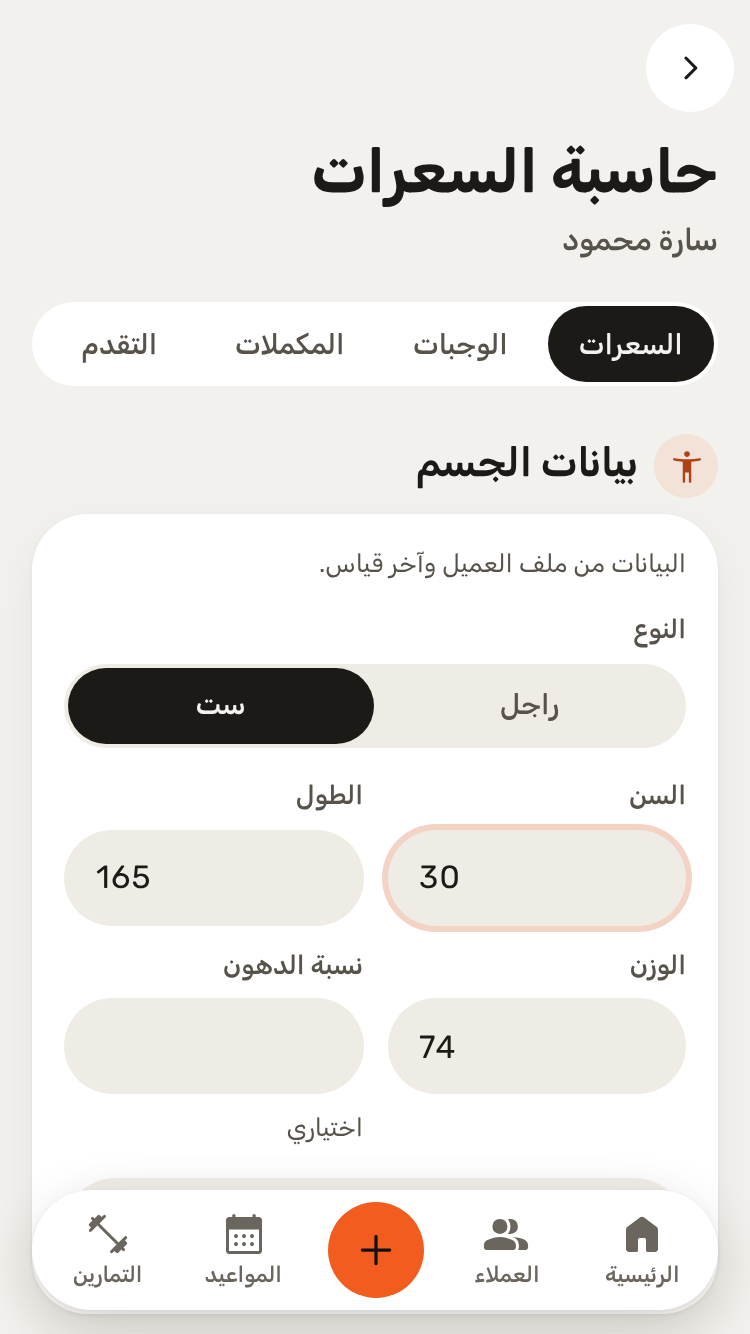 حاسبة السعرات
سارة محمود
السعرات
الوجبات
المكملات
التقدم
بيانات الجسم
البيانات من ملف العميل وآخر قياس.
النوع
راجل
ست
السن
الطول
30
165
الوزن
نسبة الدهون
74
اختياري
الرئيسية
العملاء
المواعيد
التمارين